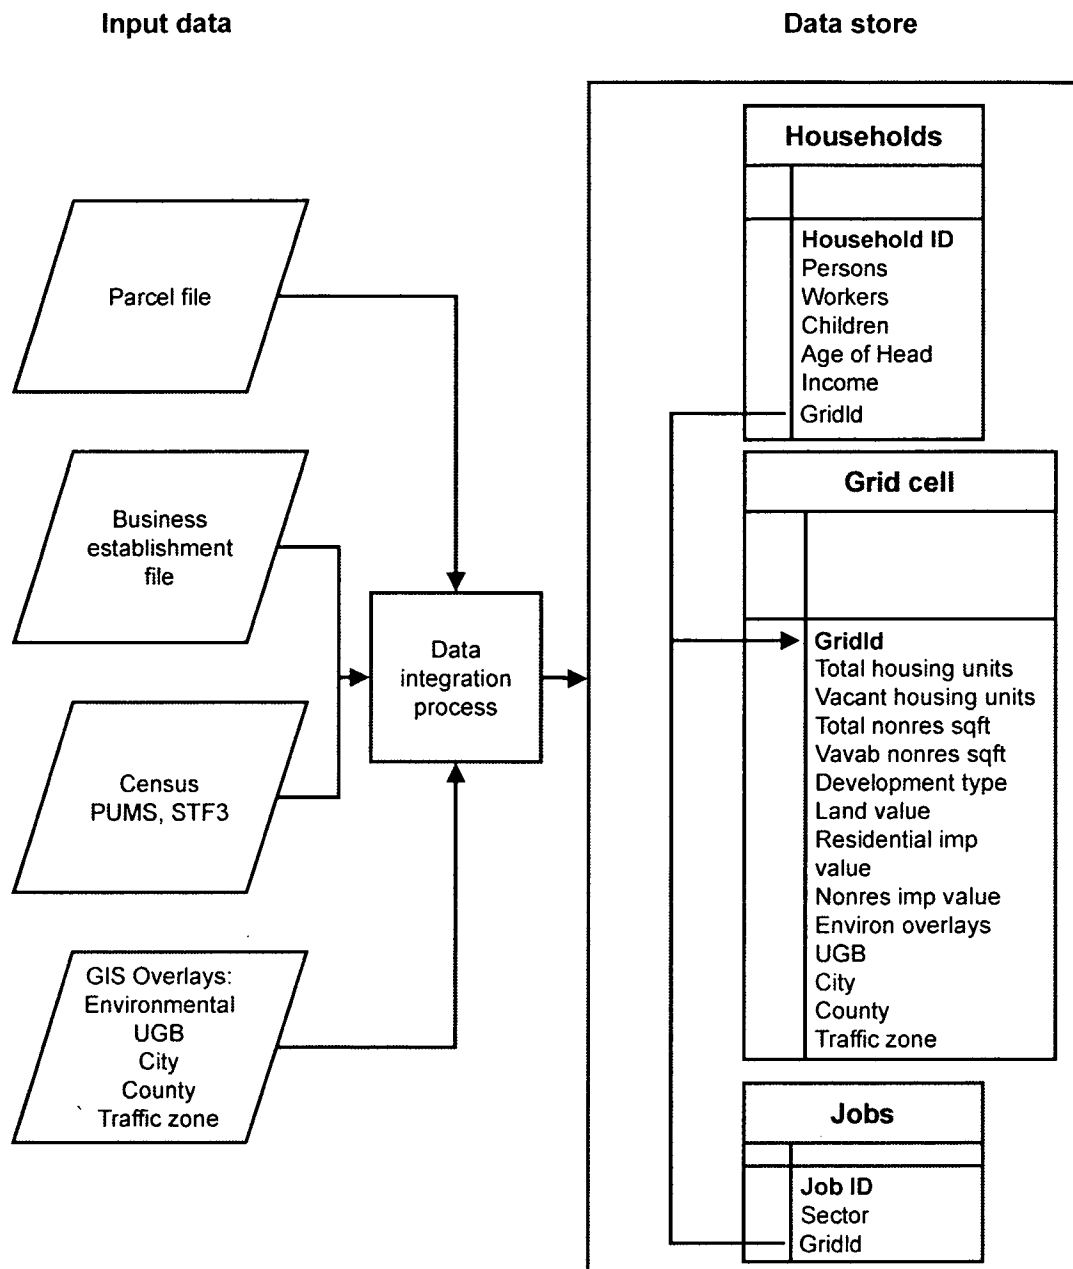 Input data
Data store
Parcel file
Business
establishment
file
Census
PUMS, STF3
GIS Overlays:
Environmental
UGB
City
County
Traffic zone
Data
integration
process
Households
Household ID
Persons
Workers
Children
Age of Head
Income
GridId
Grid cell
GridId
Total housing units
Vacant housing units
Total nonres sqft
Vavab nonres sqft
Development type
Land value
Residential imp
value
Nonres imp value
Environ overlays
UGB
City
County
Traffic zone
Jobs
Job ID
Sector
GridId